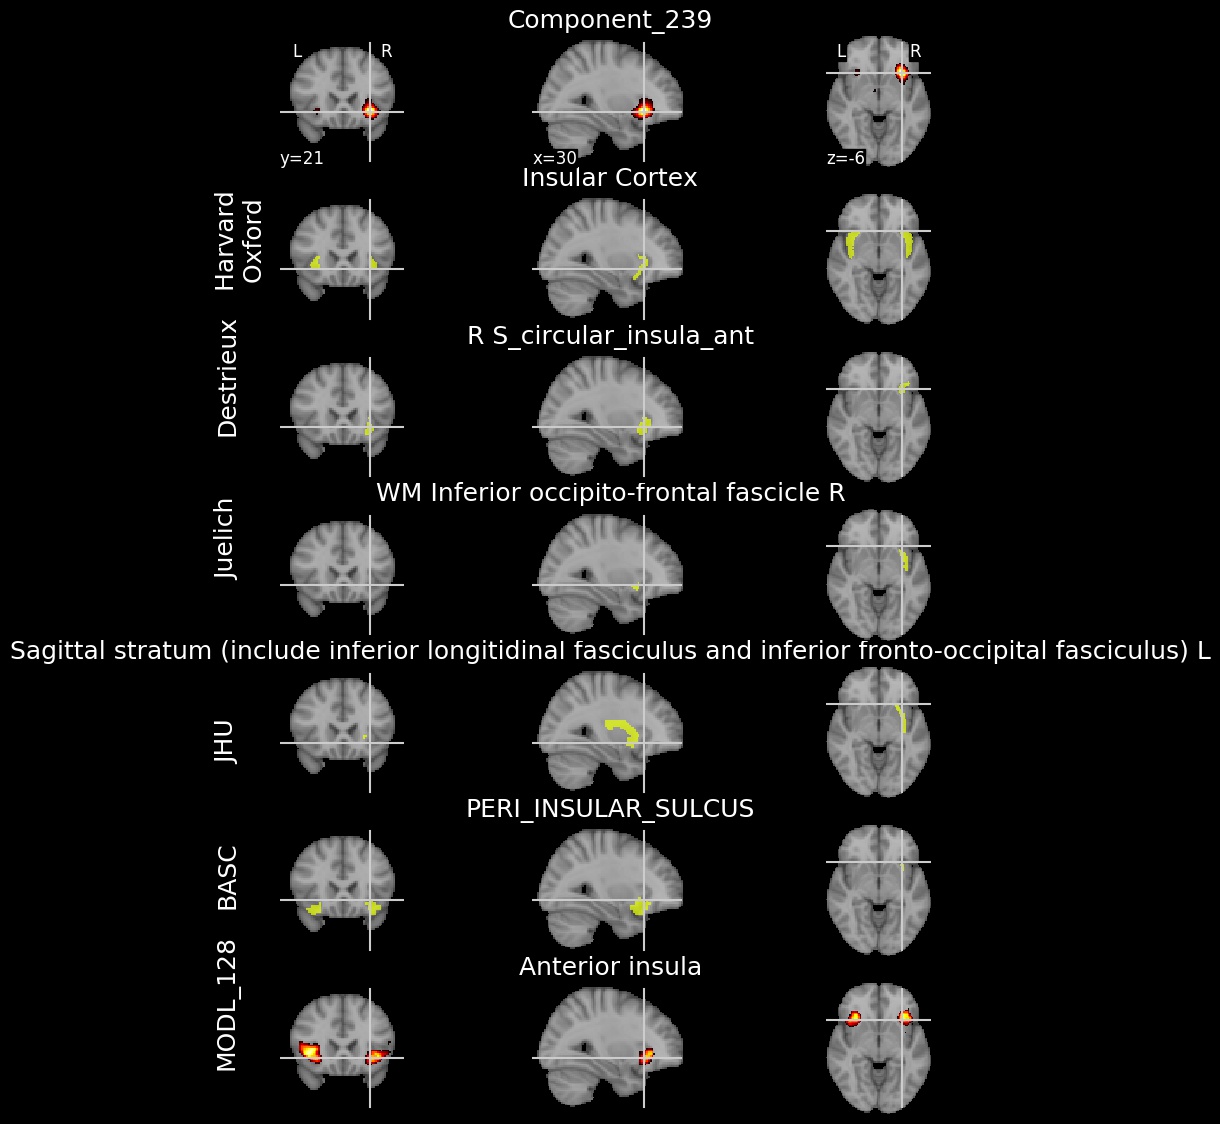 Component_239
L R L R
y=21 x=30 z=-6
Insular Cortex
Harvard
Oxford
R S_circular_insula_ant
Destrieux
WM Inferior occipito-frontal fascicle R
Juelich
Sagittal stratum (include inferior longitidinal fasciculus and inferior fronto-occipital fasciculus) L
JHU
PERI_INSULAR_SULCUS
BASC
Anterior insula
MODL_128